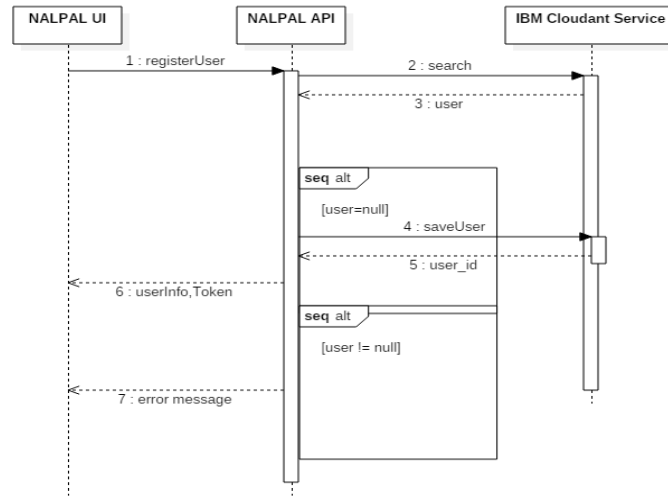 NALPAL UI
NALPAL API
IBM Cloudant Service
1 : registerUser
2 : search
3 : user
seq alt
[user=null]
4 : saveUser
5 : user_id
6 : userInfo,Token
seq alt
[user != null]
7 : error message